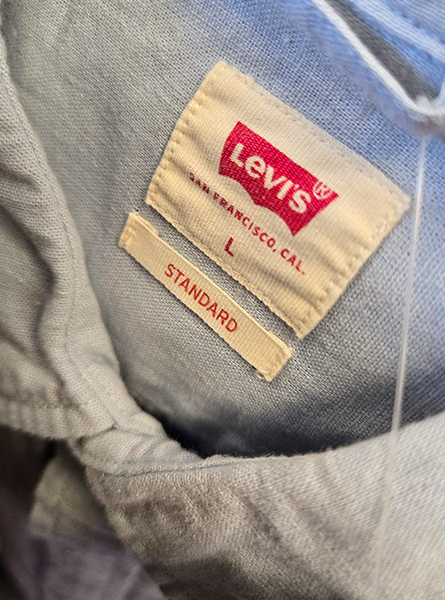 Levi's®
SAN FRANCISCO, CAL.
L
STANDARD